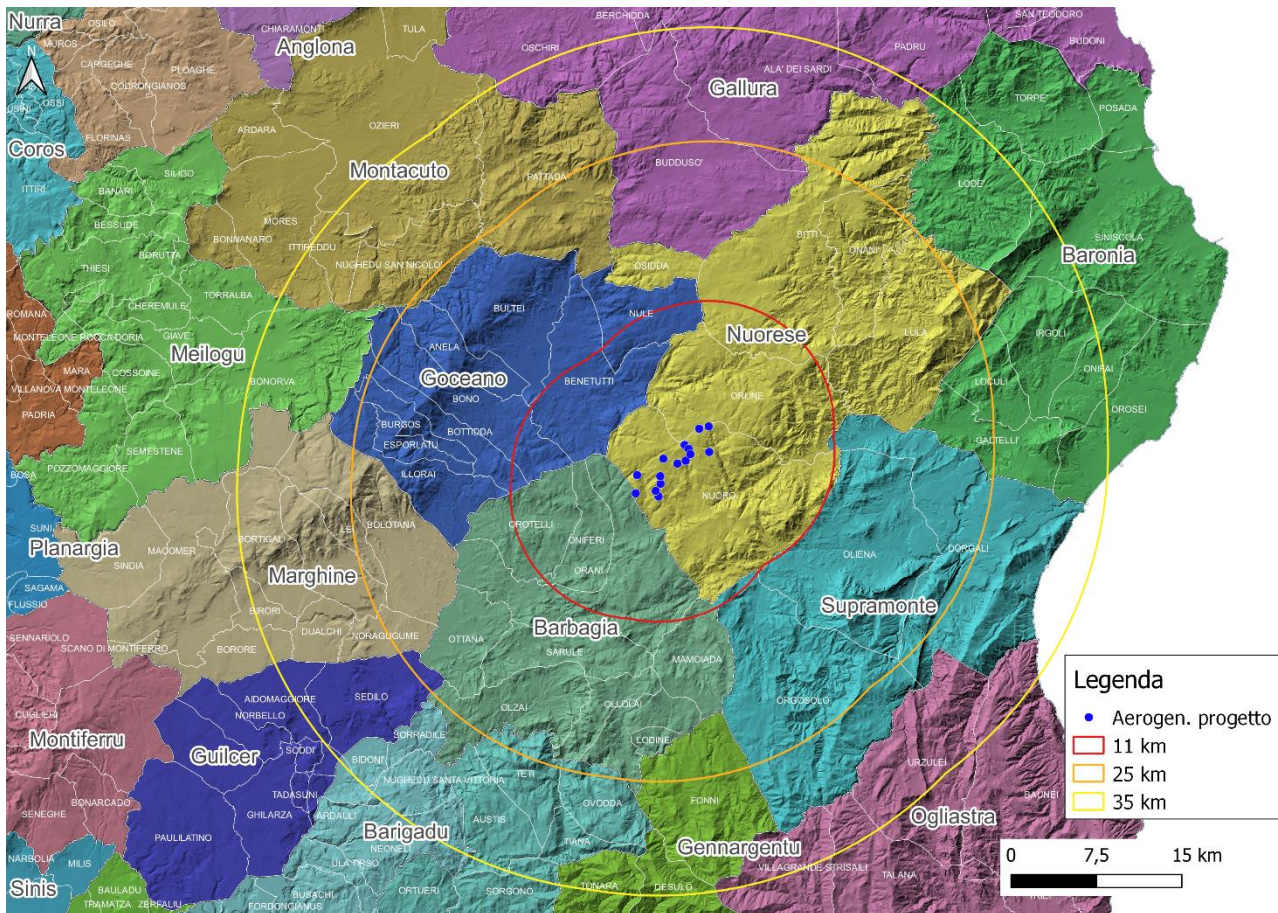 Nurra
OSILO
MUROS
CARGEGHE
PLOAGHE
CODRONGIANOS
CHIARAMONTI
Anglona
TULA
OSCHIRI
BERCHIDDA
PADRU
SAN TEODORO
BUDONI
N
OSSI
USINI
Coros
FLORINAS
ITTIRI
ARDARA
OZIERI
ALA' DEI SARDI
Gallura
TORPE'
POSADA
SILIGO
BANARI
BESSUDE
Montacuto
PATTADA
BUDDUSO'
LODE'
MORES
BONNANARO
ITTIREDDU
BORUTTA
BITTI
ONANI'
SINISCOLA
Baronia
THIESI
NUGHEDU SAN NICOLO'
OSIDDA
CHEREMULE
TORRALBA
ROMANA
MONTELEONE ROCCA DORIA
GIAVE
BULTEI
NULE
Nuorese
LULA
IRGOLI
Meilogu
ANELA
MARA
COSSOINE
VILLANOVA MONTELEONE
BONORVA
Goceano
BENETUTTI
LOCULI
ONIFAI
PADRIA
BONO
ORUNE
OROSEI
BURGOS
BOTTIDDA
ESPORLATU
GALTELLI'
SEMESTENE
POZZOMAGGIORE
ILLORAI
BOSA
NUORO
SUNI
LEI
BOLOTANA
OROTELLI
Planargia
MACOMER
BORTIGALI
ONIFERI
OLIENA
DORGALI
SINDIA
Marghine
ORANI
SAGAMA
FLUSSIO
BIRORI
Supramonte
SENNARIOLO
DUALCHI
NORAGUGUME
OTTANA
Barbagia
SCANO DI MONTIFERRO
BORORE
SARULE
MAMOIADA
AIDOMAGGIORE
SEDILO
ORGOSOLO
CUGLIERI
NORBELLO
OLZAI
OLLOLAI
Montiferru
SORRADILE
LODINE
Guilcer
SODDI
BIDONI'
URZULEI
NUGHEDU SANTA VITTORIA
TETI
BONARCADO
TADASUNI
BAUNEI
SENEGHE
GHILARZA
OVODDA
FONNI
ARDAULI
AUSTIS
Ogliastra
PAULILATINO
Barigadu
TIANA
NEONELI
Gennargentu
NARBOLIA
MILIS
ULA TIRSO
VILLAGRANDE STRISAILI
TALANA
Sinis
BAULADU
BUSACHI
ORTUERI
SORGONO
TONARA
DESULO
TRAMATZA
ZERFALIU
FORDONGIANUS
Legenda
Aerogen. progetto
11 km
25 km
35 km
0 7,5 15 km